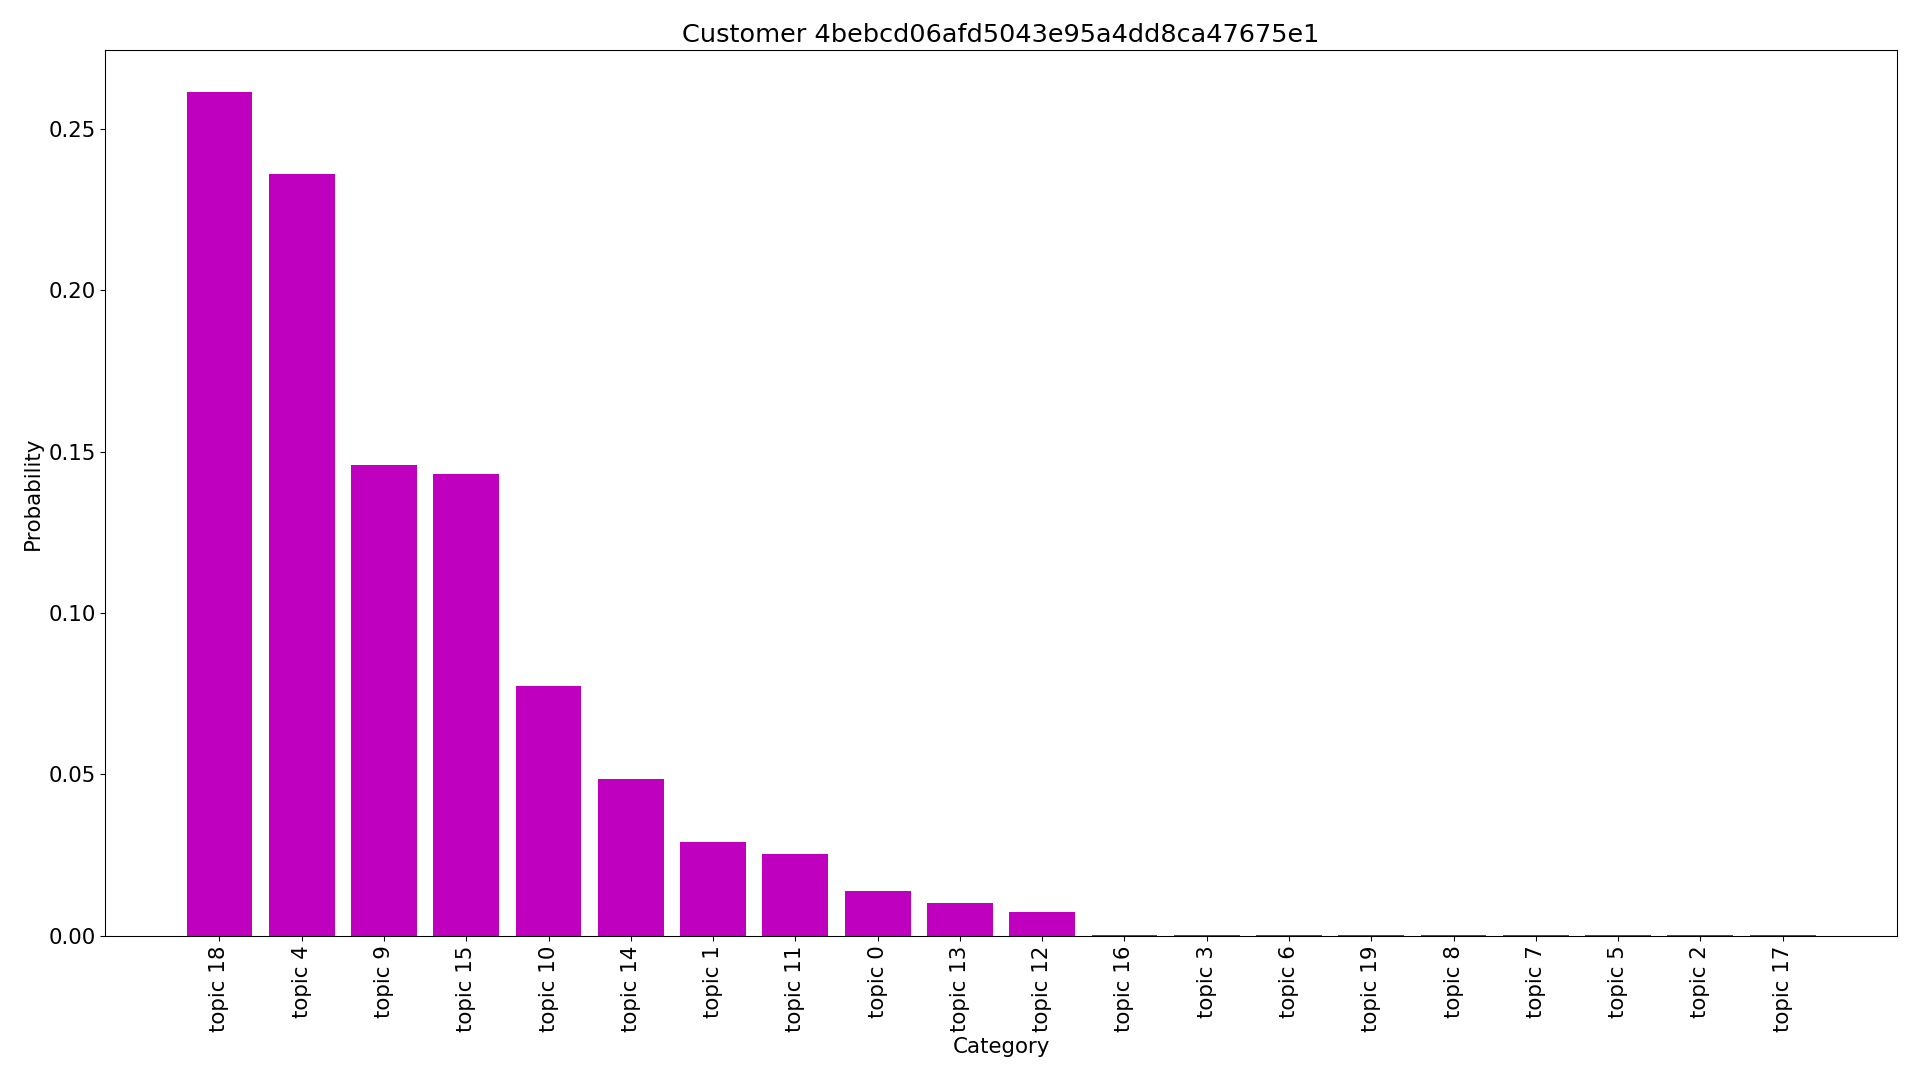 Customer 4bebcd06afd5043e95a4dd8ca47675e1
Probability
0.25
0.20
0.15
0.10
0.05
0.00
topic 18
topic 4
topic 9
topic 15
topic 10
topic 14
topic 1
topic 11
topic 0
topic 13
topic 12
topic 16
topic 3
topic 6
topic 19
topic 8
topic 7
topic 5
topic 2
topic 17
Category